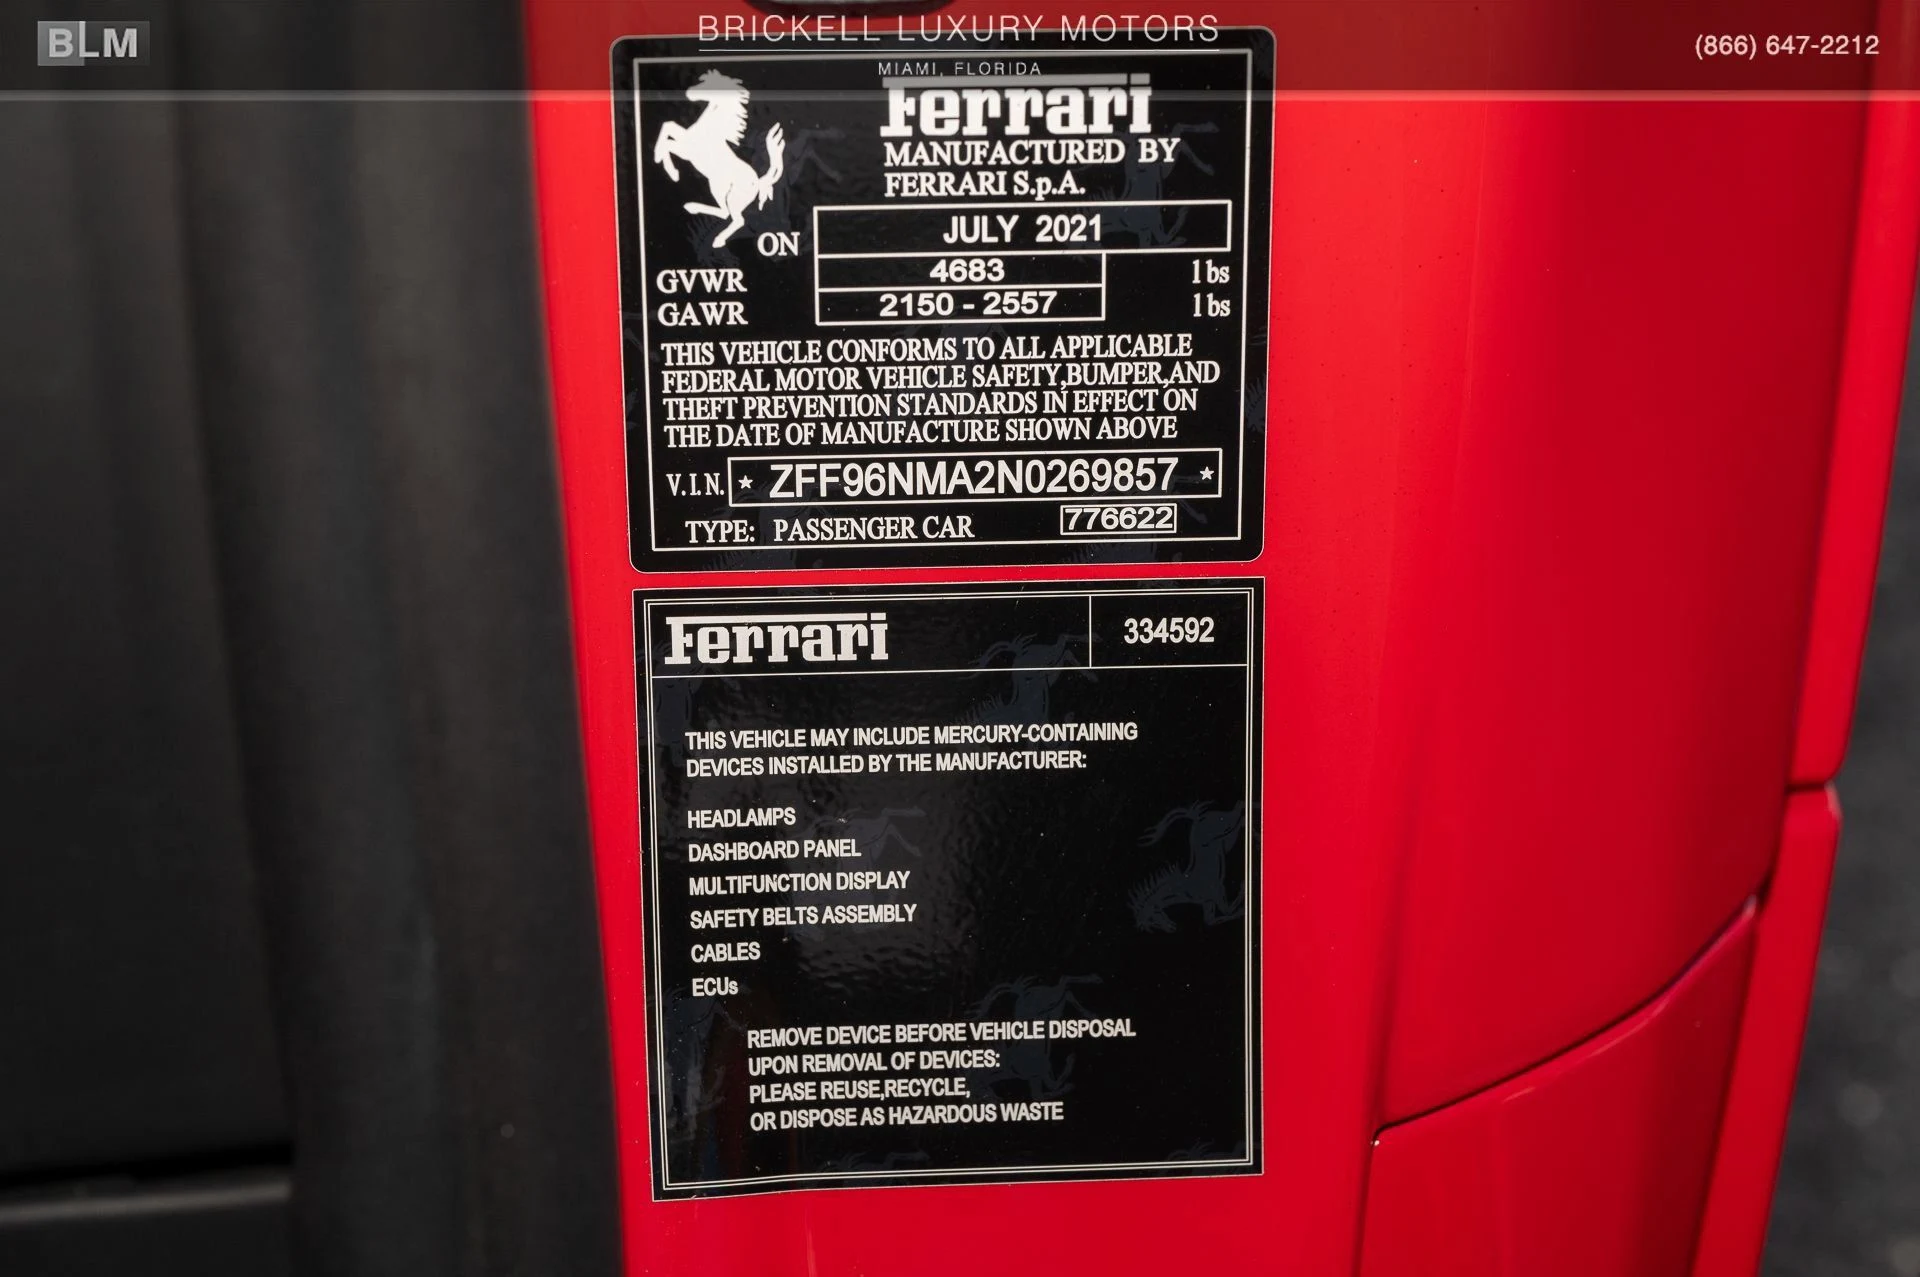 BLM
BRICKELL LUXURY MOTORS
(866) 647-2212
MIAMI, FLORIDA
Ferrari
MANUFACTURED BY
FERRARI S.p.A.
ON JULY 2021
GVWR 4683 lbs
GAWR 2150 - 2557 lbs
THIS VEHICLE CONFORMS TO ALL APPLICABLE
FEDERAL MOTOR VEHICLE SAFETY,BUMPER,AND
THEFT PREVENTION STANDARDS IN EFFECT ON
THE DATE OF MANUFACTURE SHOWN ABOVE
V.I.N. * ZFF96NMA2N0269857 *
TYPE: PASSENGER CAR 776622
Ferrari 334592
THIS VEHICLE MAY INCLUDE MERCURY-CONTAINING
DEVICES INSTALLED BY THE MANUFACTURER:
HEADLAMPS
DASHBOARD PANEL
MULTIFUNCTION DISPLAY
SAFETY BELTS ASSEMBLY
CABLES
ECUs
REMOVE DEVICE BEFORE VEHICLE DISPOSAL
UPON REMOVAL OF DEVICES:
PLEASE REUSE,RECYCLE,
OR DISPOSE AS HAZARDOUS WASTE